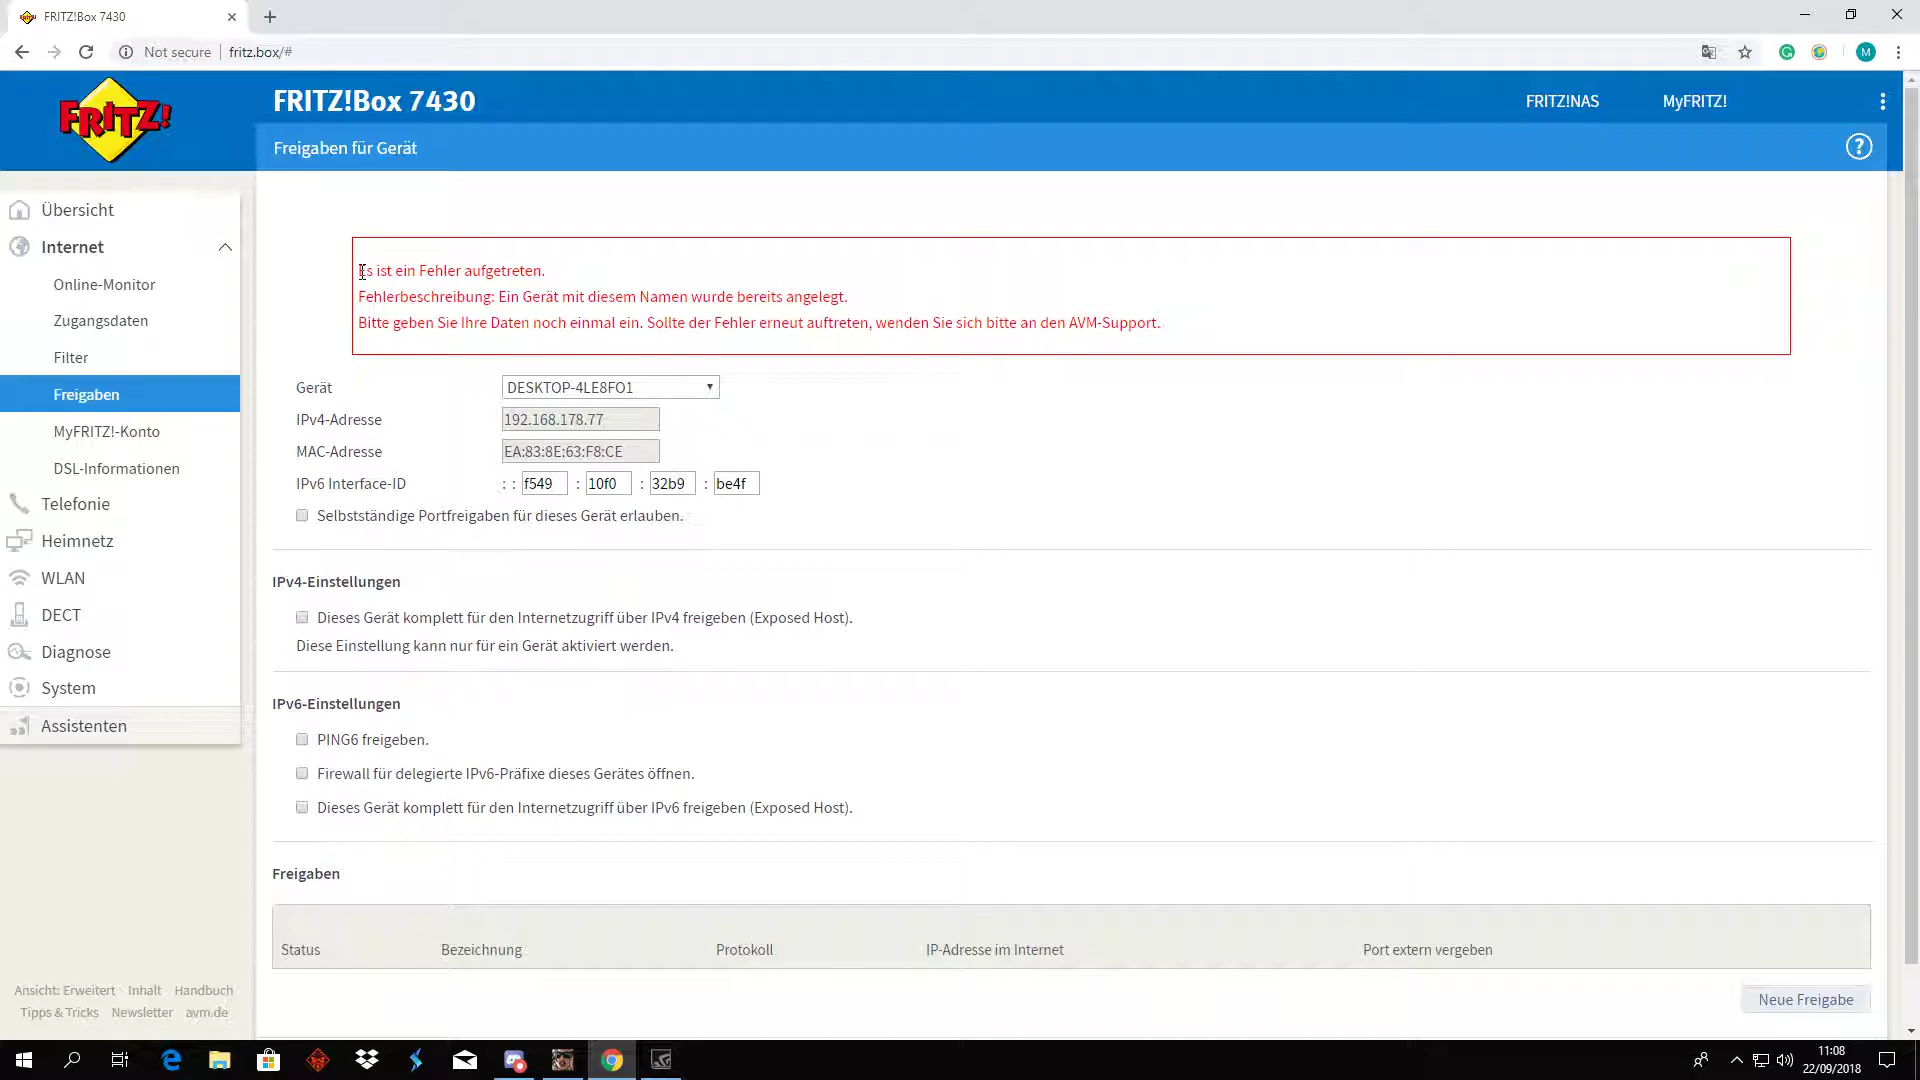 FRITZ!Box 7430
Not secure
fritz.box/#
M
FRITZ!
FRITZ!Box 7430
FRITZ!NAS
MyFRITZ!
Freigaben für Gerät
?
Übersicht
Internet
Online-Monitor
Zugangsdaten
Filter
Freigaben
MyFRITZ!-Konto
DSL-Informationen
Telefonie
Heimnetz
WLAN
DECT
Diagnose
System
Assistenten
Ansicht: Erweitert Inhalt Handbuch
Tipps & Tricks Newsletter avm.de
Es ist ein Fehler aufgetreten.
Fehlerbeschreibung: Ein Gerät mit diesem Namen wurde bereits angelegt.
Bitte geben Sie Ihre Daten noch einmal ein. Sollte der Fehler erneut auftreten, wenden Sie sich bitte an den AVM-Support.
Gerät DESKTOP-4LE8FO1
IPv4-Adresse 192.168.178.77
MAC-Adresse EA:83:8E:63:F8:CE
IPv6 Interface-ID : : f549 : 10f0 : 32b9 : be4f
Selbstständige Portfreigaben für dieses Gerät erlauben.
IPv4-Einstellungen
Dieses Gerät komplett für den Internetzugriff über IPv4 freigeben (Exposed Host).
Diese Einstellung kann nur für ein Gerät aktiviert werden.
IPv6-Einstellungen
PING6 freigeben.
Firewall für delegierte IPv6-Präfixe dieses Gerätes öffnen.
Dieses Gerät komplett für den Internetzugriff über IPv6 freigeben (Exposed Host).
Freigaben
Status Bezeichnung Protokoll IP-Adresse im Internet Port extern vergeben
Neue Freigabe
11:08
22/09/2018